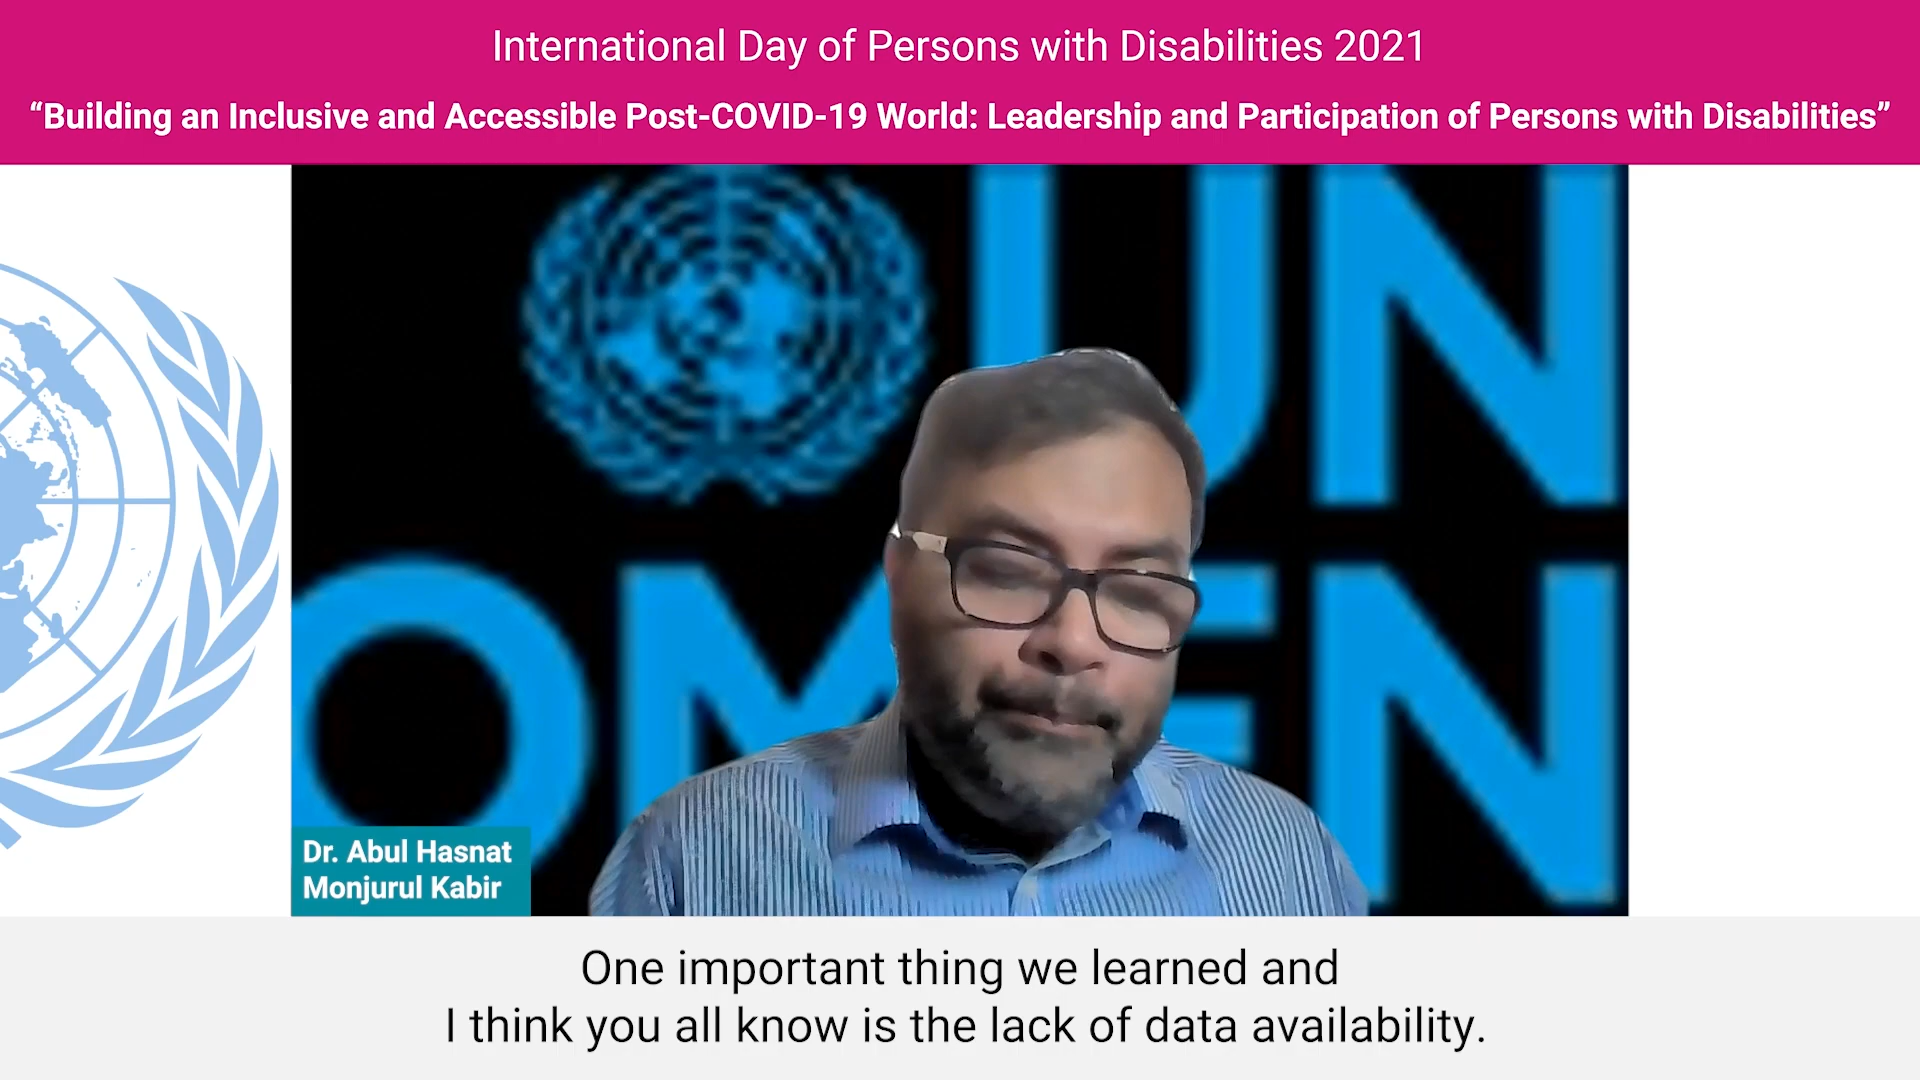 International Day of Persons with Disabilities 2021
“Building an Inclusive and Accessible Post-COVID-19 World: Leadership and Participation of Persons with Disabilities”
UN
OMEN
Dr. Abul Hasnat
Monjurul Kabir
One important thing we learned and
I think you all know is the lack of data availability.